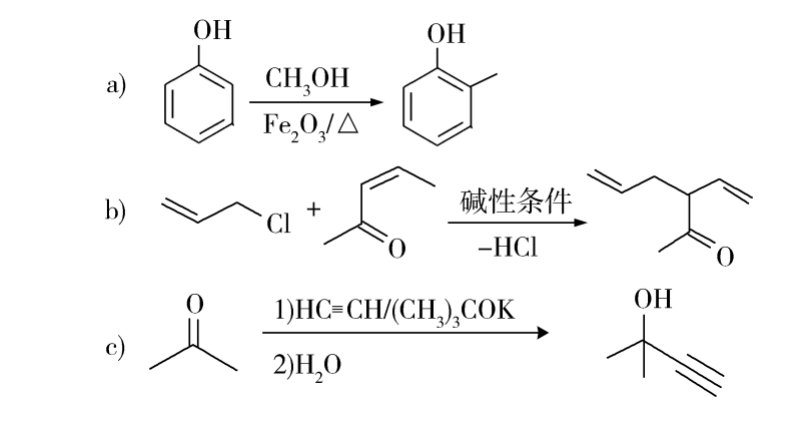 a)
OH
CH₃OH
Fe₂O₃/△
OH
b)
Cl
+
O
碱性条件
−HCl
O
c)
O
1)HC≡CH/(CH₃)₃COK
2)H₂O
OH